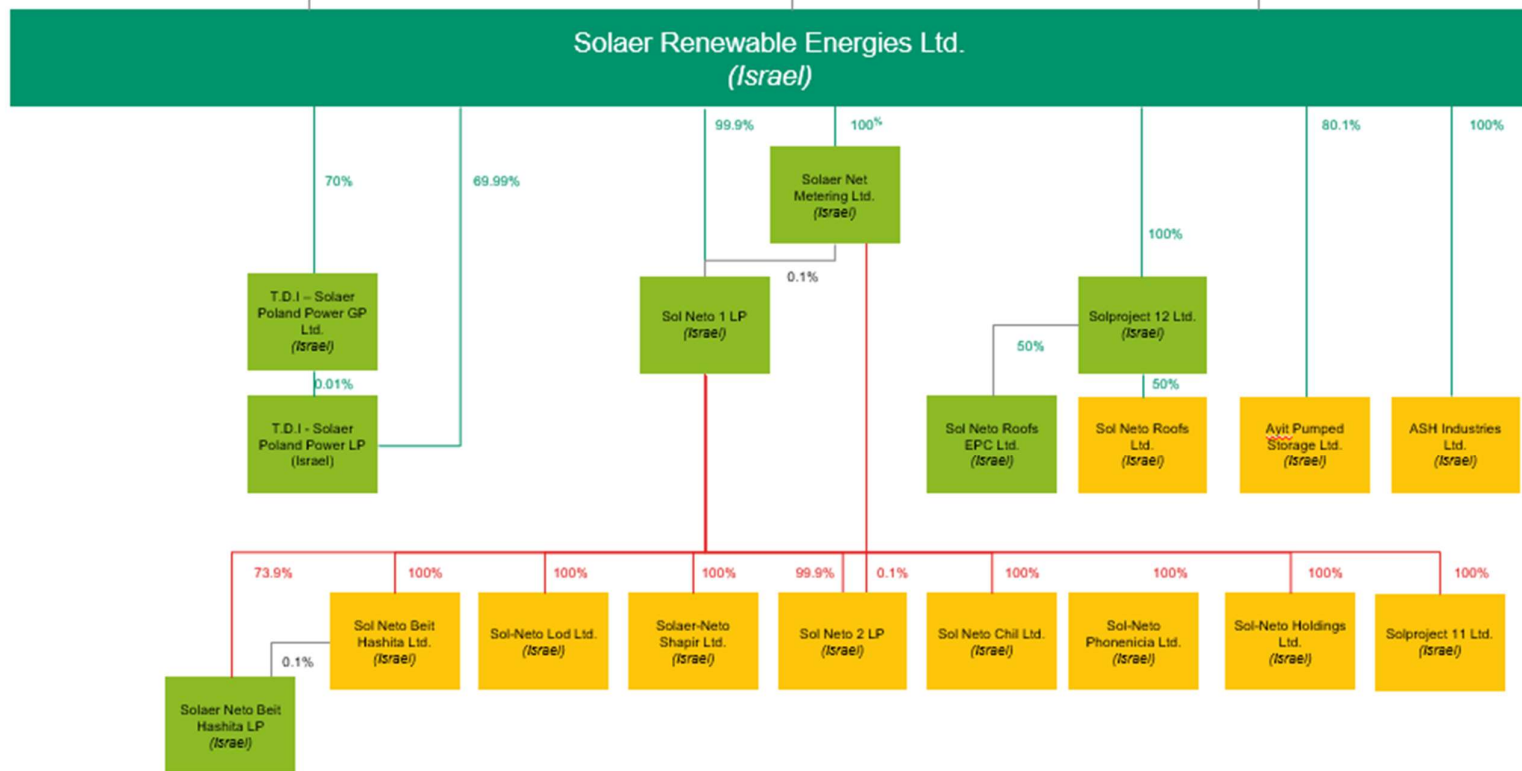 Solaer Renewable Energies Ltd.
(Israel)
99.9%
100%
80.1%
100%
70%
69.99%
Solaer Net
Metering Ltd.
(Israel)
100%
0.1%
T.D.I – Solaer
Poland Power GP
Ltd.
(Israel)
Sol Neto 1 LP
(Israel)
Solproject 12 Ltd.
(Israel)
50%
0.01%
50%
T.D.I - Solaer
Poland Power LP
(Israel)
Sol Neto Roofs
EPC Ltd.
(Israel)
Sol Neto Roofs
Ltd.
(Israel)
Ayit Pumped
Storage Ltd.
(Israel)
ASH Industries
Ltd.
(Israel)
73.9%
100%
100%
100%
99.9%
0.1%
100%
100%
100%
100%
Sol Neto Beit
Hashita Ltd.
(Israel)
Sol-Neto Lod Ltd.
(Israel)
Solaer-Neto
Shapir Ltd.
(Israel)
Sol Neto 2 LP
(Israel)
Sol Neto Chil Ltd.
(Israel)
Sol-Neto
Phonenicia Ltd.
(Israel)
Sol-Neto Holdings
Ltd.
(Israel)
Solproject 11 Ltd.
(Israel)
0.1%
Solaer Neto Beit
Hashita LP
(Israel)